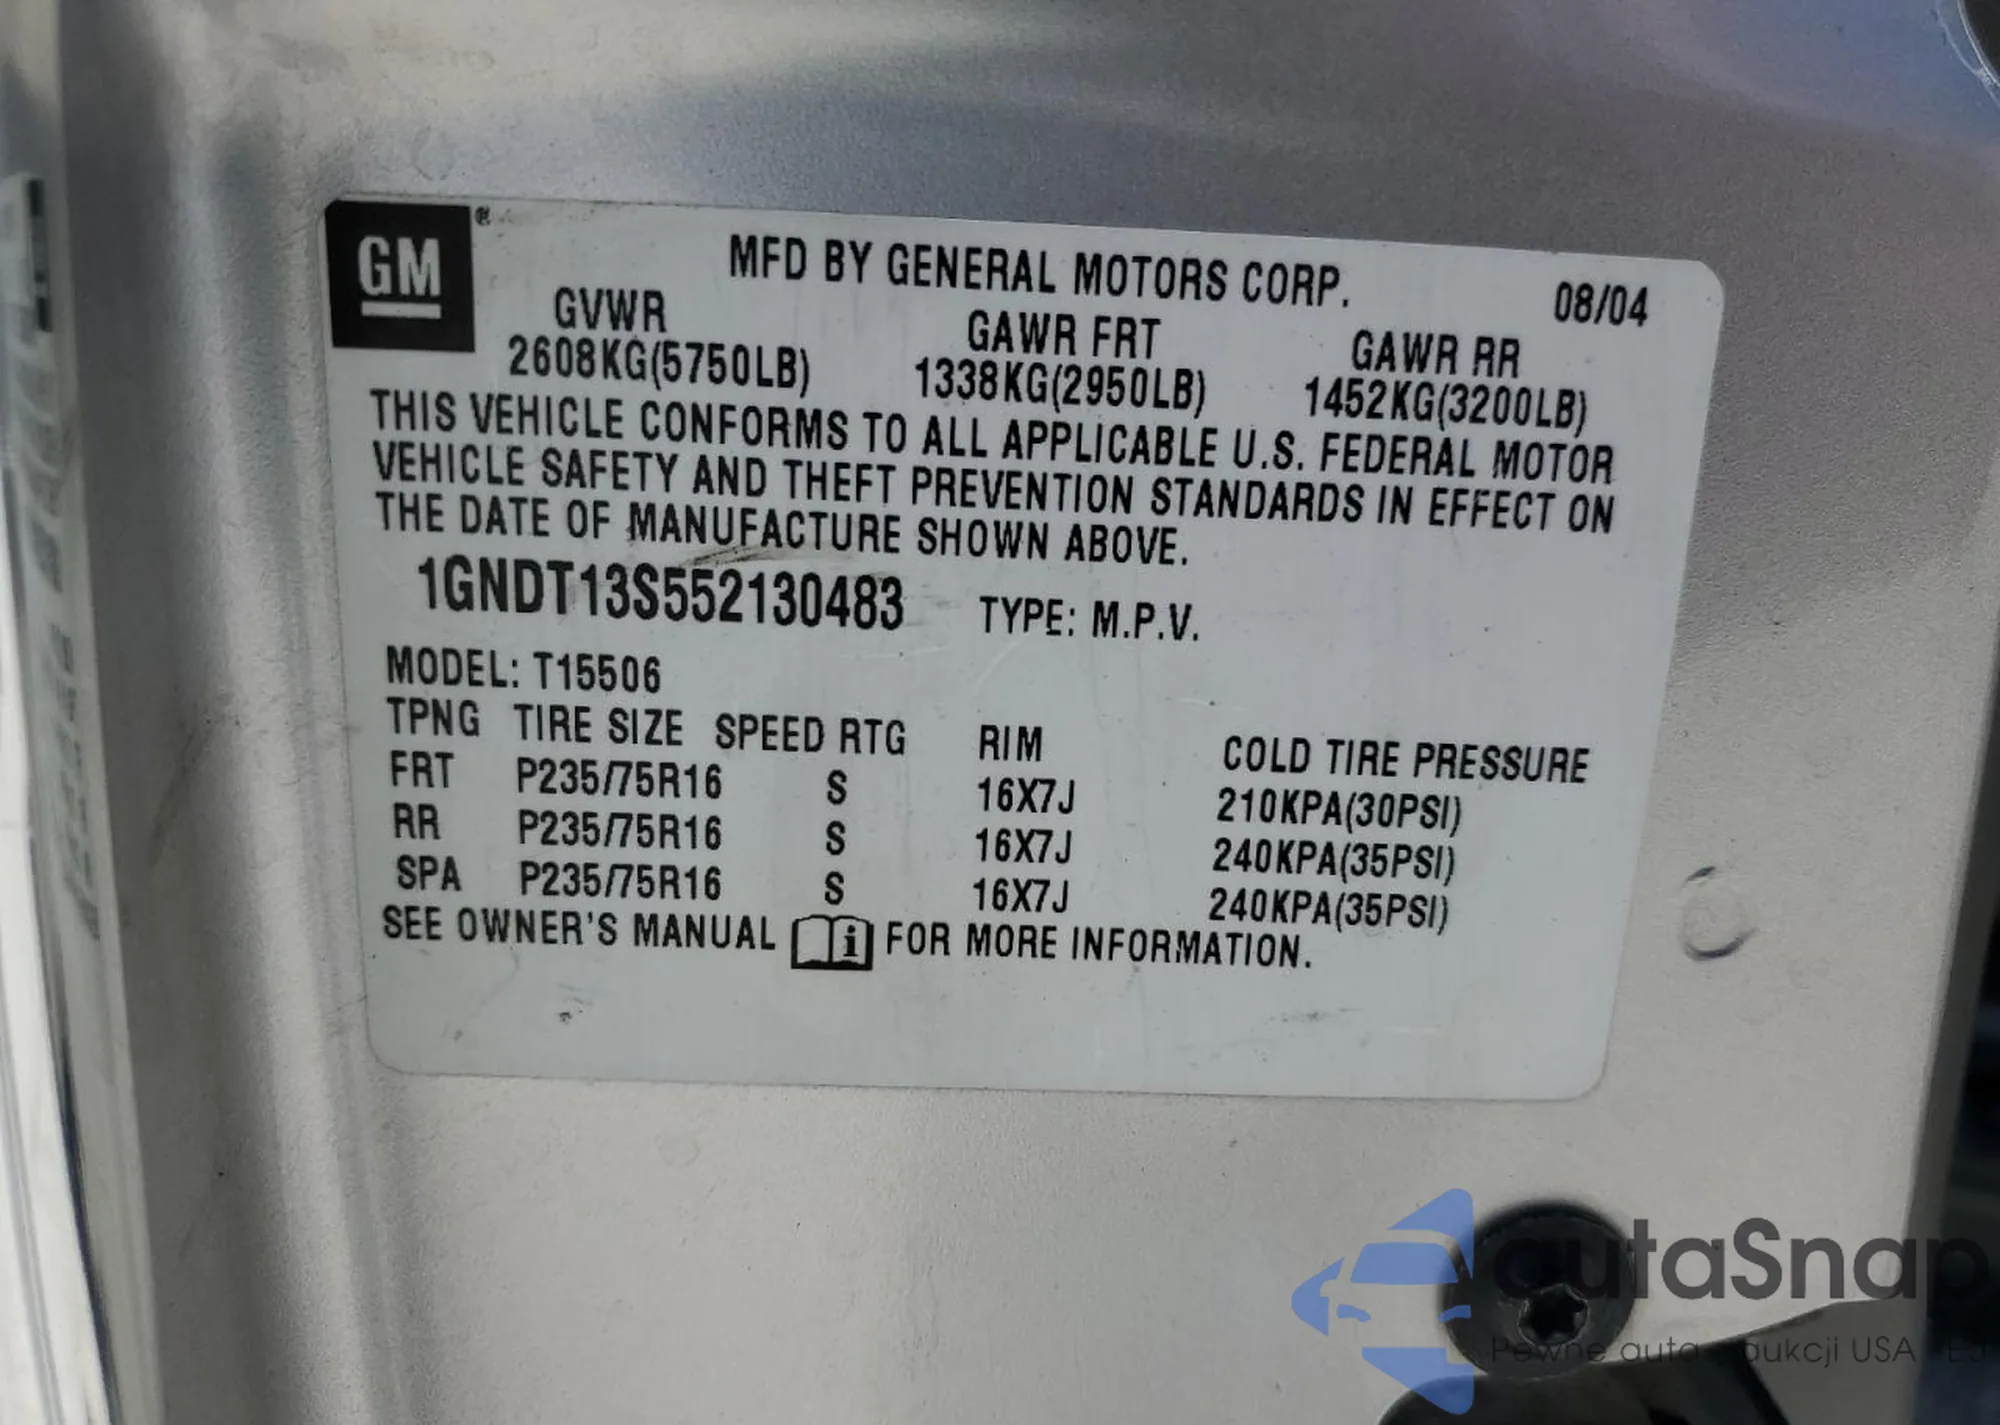 GM ®
MFD BY GENERAL MOTORS CORP. 08/04
GVWR GAWR FRT GAWR RR
2608KG(5750LB) 1338KG(2950LB) 1452KG(3200LB)
THIS VEHICLE CONFORMS TO ALL APPLICABLE U.S. FEDERAL MOTOR
VEHICLE SAFETY AND THEFT PREVENTION STANDARDS IN EFFECT ON
THE DATE OF MANUFACTURE SHOWN ABOVE.
1GNDT13S552130483 TYPE: M.P.V.
MODEL: T15506
TPNG TIRE SIZE SPEED RTG RIM COLD TIRE PRESSURE
FRT P235/75R16 S 16X7J 210KPA(30PSI)
RR P235/75R16 S 16X7J 240KPA(35PSI)
SPA P235/75R16 S 16X7J 240KPA(35PSI)
SEE OWNER'S MANUAL i FOR MORE INFORMATION.
autaSnap
Pewne auta aukcji USA